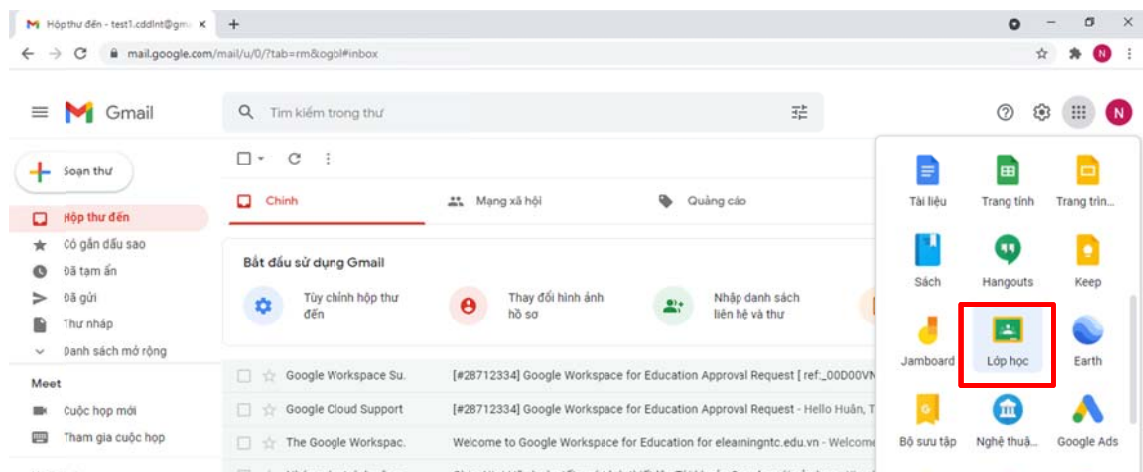 Hộp thư đến - test1.cddlnt@gm
mail.google.com/mail/u/0/?tab=rm&ogbl#inbox
N
Gmail
Tìm kiếm trong thư
N
Soạn thư
Chính
Mạng xã hội
Quảng cáo
Hộp thư đến
Có gắn dấu sao
Đã tạm ẩn
Đã gửi
Thư nháp
Danh sách mở rộng
Meet
Cuộc họp mới
Tham gia cuộc họp
Bắt đầu sử dụng Gmail
Tùy chỉnh hộp thư
đến
Thay đổi hình ảnh
hồ sơ
Nhập danh sách
liên hệ và thư
Google Workspace Su.
[#28712334] Google Workspace for Education Approval Request [ ref:_00D00VN
Google Cloud Support
[#28712334] Google Workspace for Education Approval Request - Hello Huân, T
The Google Workspac.
Welcome to Google Workspace for Education for elearningntc.edu.vn - Welcome
Tài liệu
Trang tính
Trang trìn...
Sách
Hangouts
Keep
Jamboard
Lớp học
Earth
Bộ sưu tập
Nghệ thuậ...
Google Ads